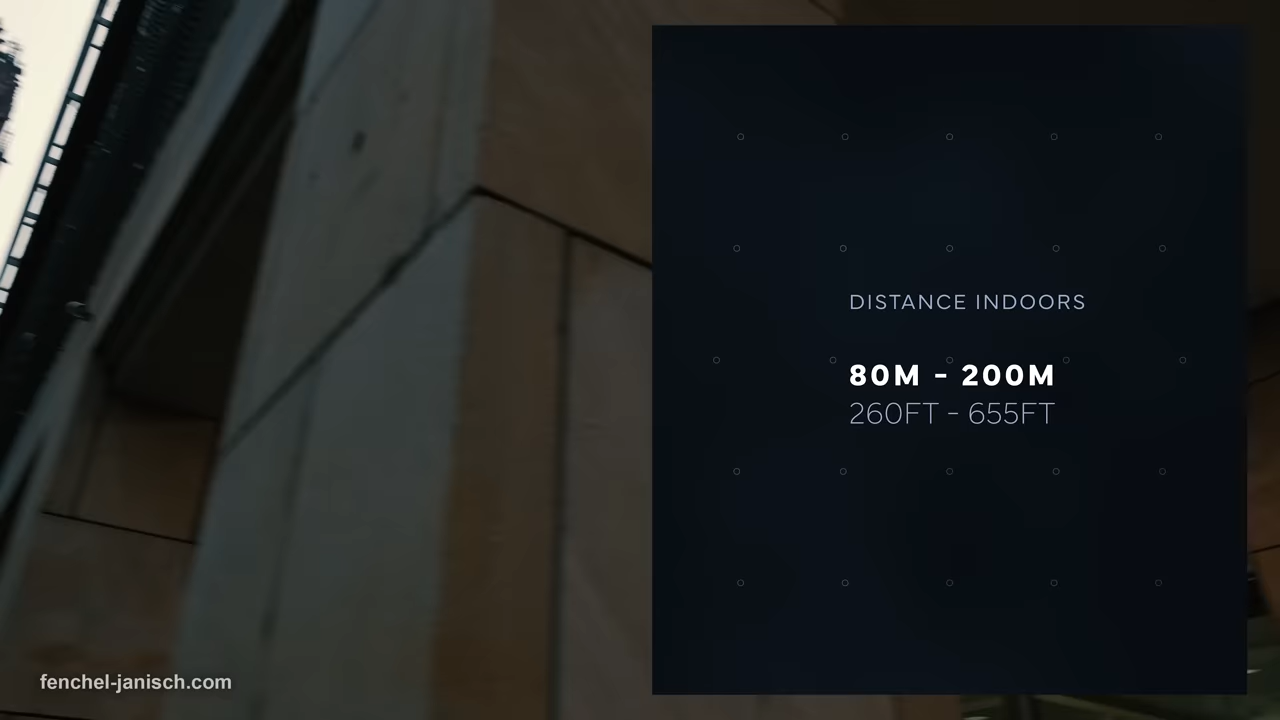 DISTANCE INDOORS
80M - 200M
260FT - 655FT
fenchel-janisch.com